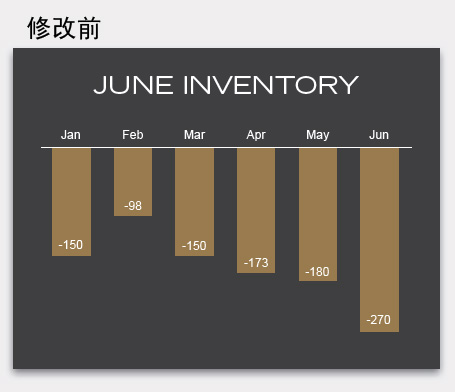 修改前
JUNE INVENTORY
Jan Feb Mar Apr May Jun
-150 -98 -150 -173 -180 -270